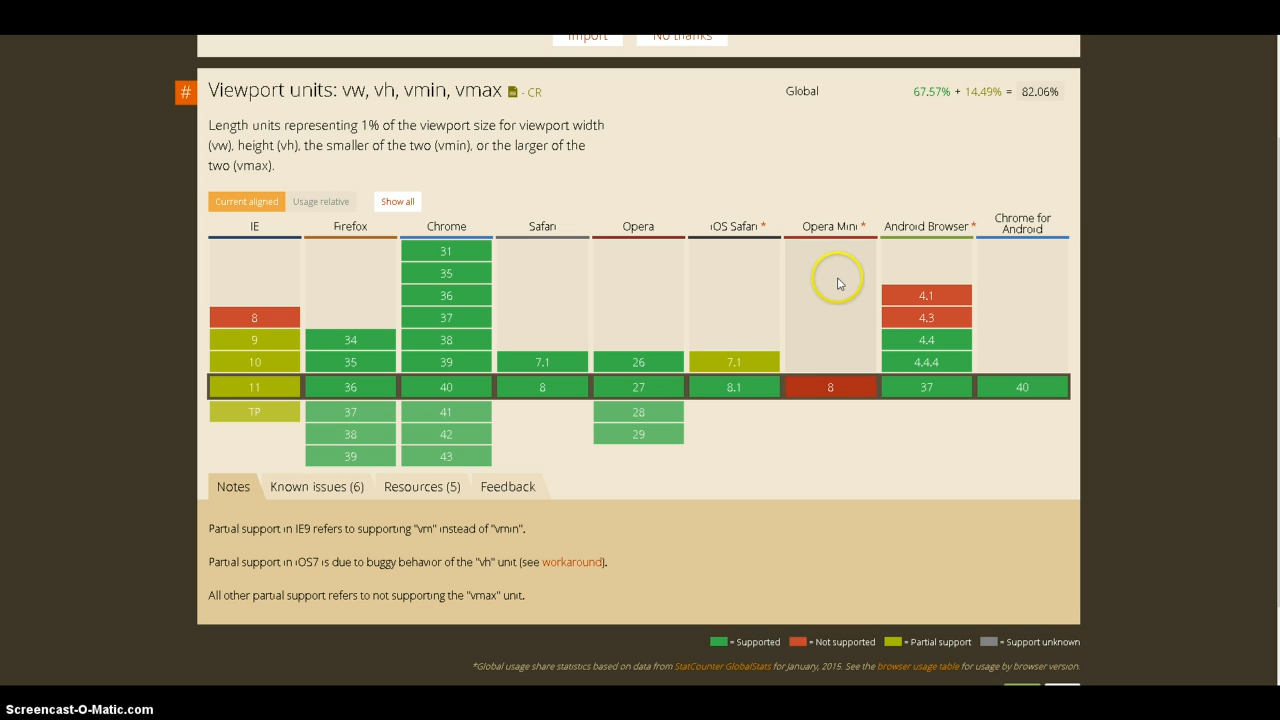 Import No thanks
# Viewport units: vw, vh, vmin, vmax - CR Global 67.57% + 14.49% = 82.06%
Length units representing 1% of the viewport size for viewport width
(vw), height (vh), the smaller of the two (vmin), or the larger of the
two (vmax).
Current aligned Usage relative Show all
IE Firefox Chrome Safari Opera iOS Safari * Opera Mini * Android Browser * Chrome for Android
31
35
36 4.1
8 37 4.3
9 34 38 4.4
10 35 39 7.1 26 7.1 4.4.4
11 36 40 8 27 8.1 8 37 40
TP 37 41 28
38 42 29
39 43
Notes Known issues (6) Resources (5) Feedback
Partial support in IE9 refers to supporting "vm" instead of "vmin".
Partial support in iOS7 is due to buggy behavior of the "vh" unit (see workaround).
All other partial support refers to not supporting the "vmax" unit.
= Supported = Not supported = Partial support = Support unknown
*Global usage share statistics based on data from StatCounter GlobalStats for January, 2015. See the browser usage table for usage by browser version.
Screencast-O-Matic.com